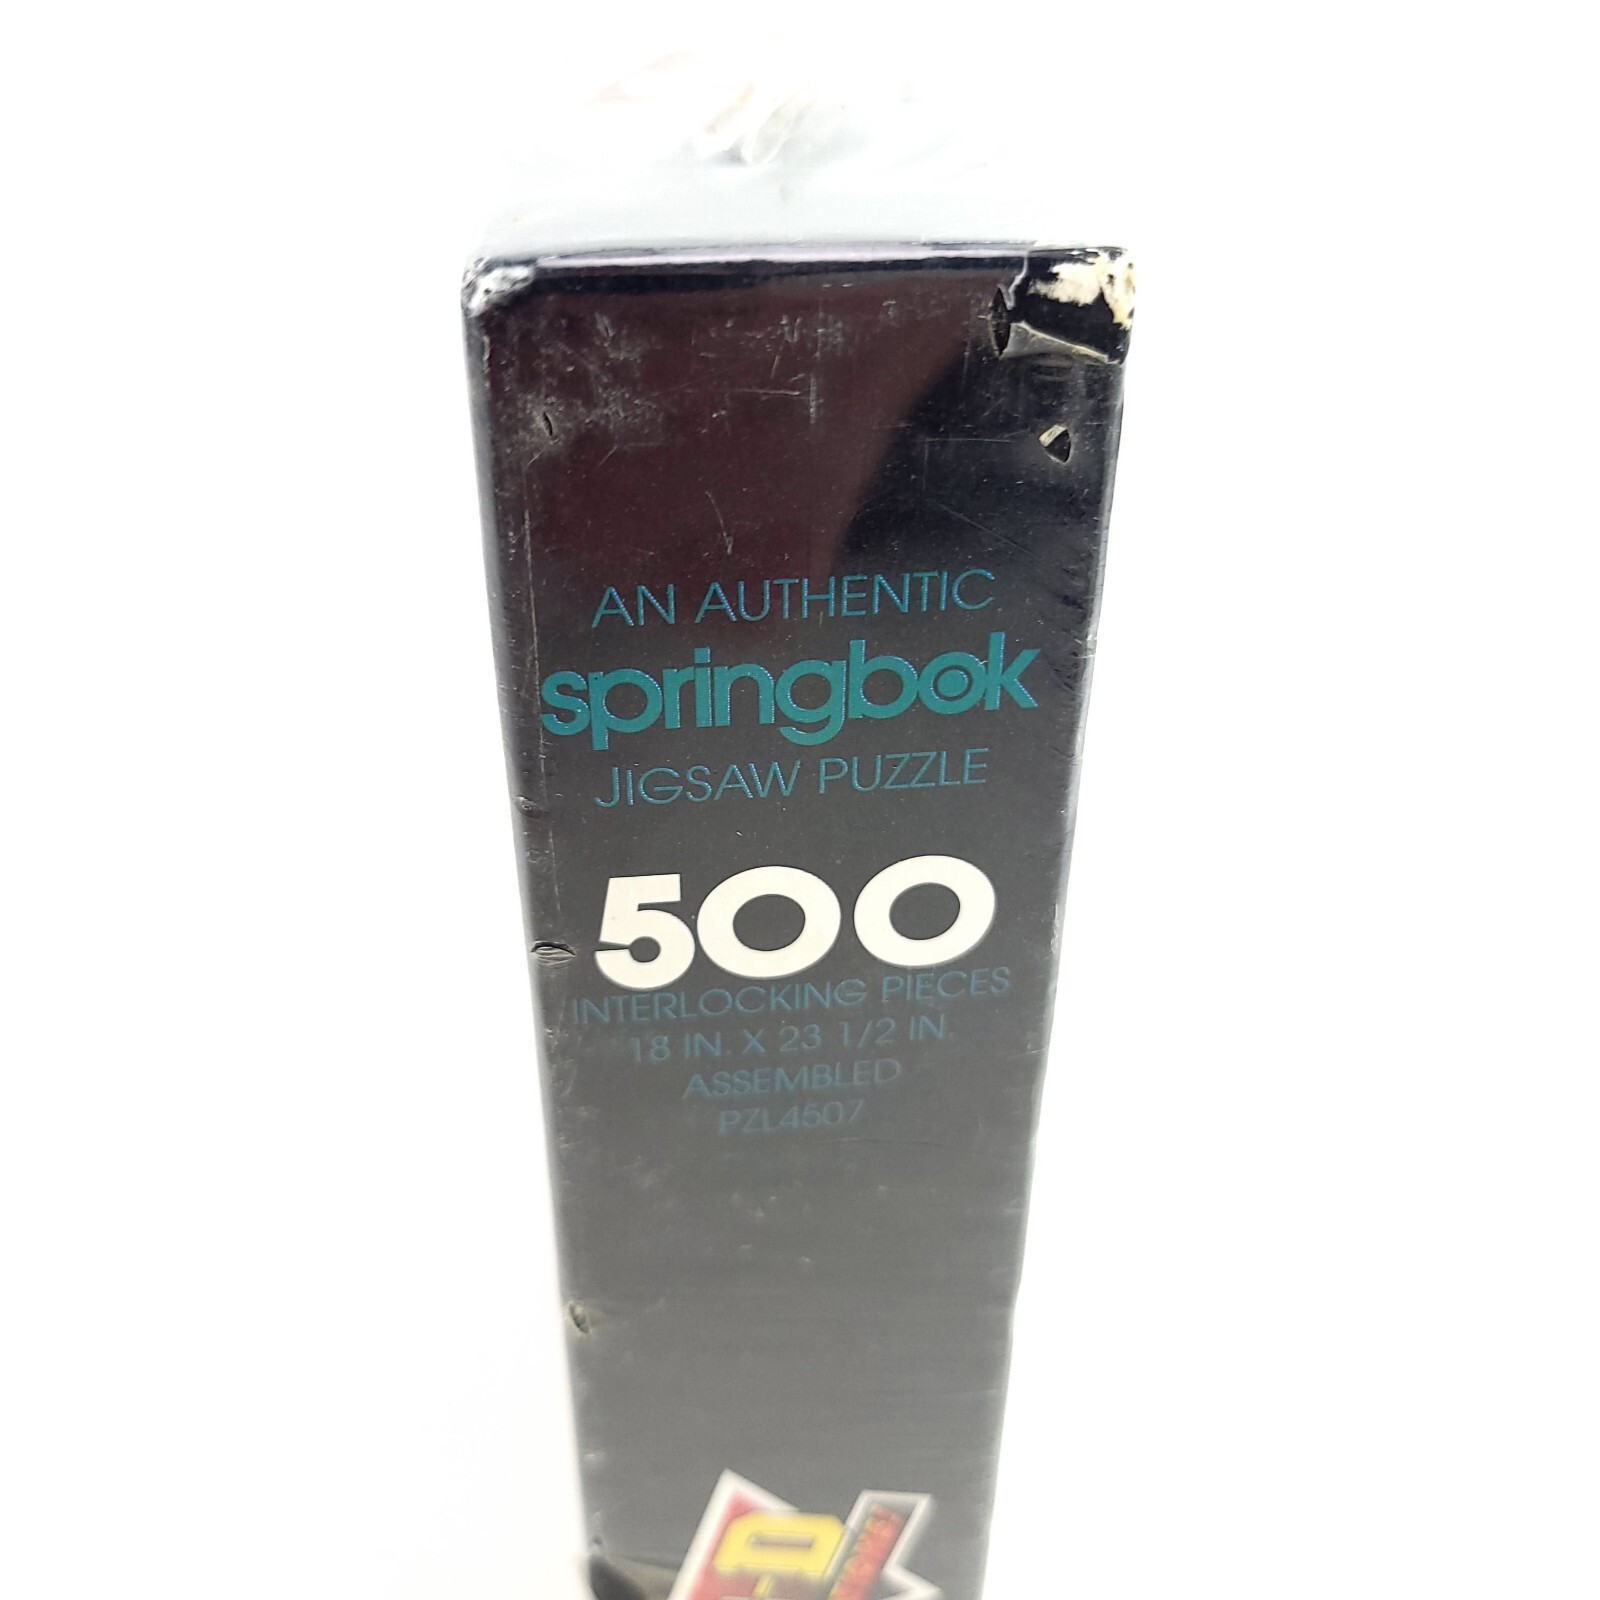 AN AUTHENTIC
springbok
JIGSAW PUZZLE
500
INTERLOCKING PIECES
18 IN. X 23 1/2 IN.
ASSEMBLED
PZL4507